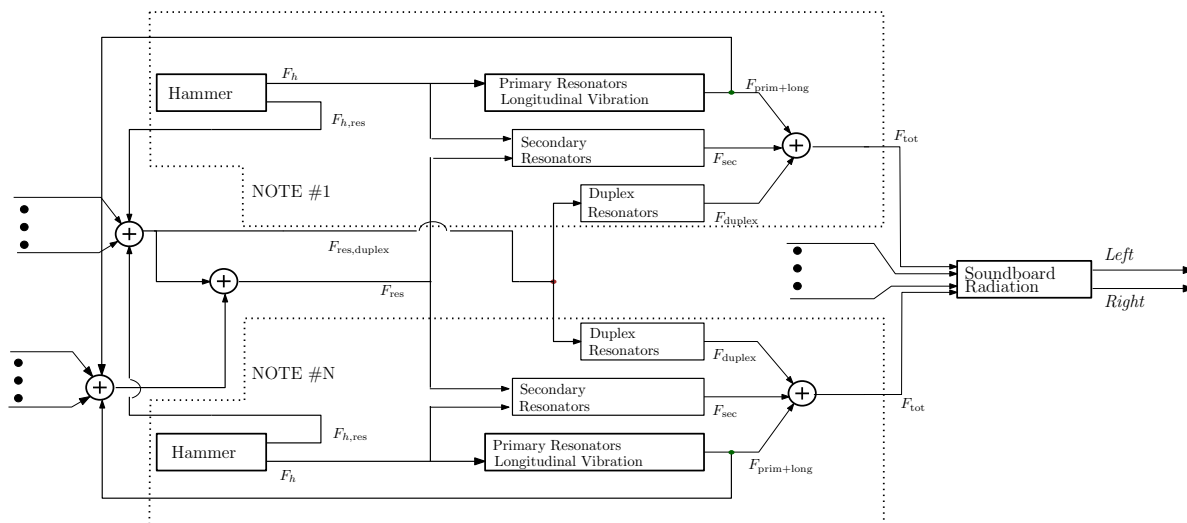 F_h
Primary Resonators
Longitudinal Vibration
F_prim+long
Hammer
F_h,res
F_tot
Secondary
Resonators
F_sec
NOTE #1
Duplex
Resonators
F_duplex
F_res,duplex
Left
Soundboard
Radiation
F_res
Right
Duplex
Resonators
F_duplex
NOTE #N
Secondary
Resonators
F_sec
F_tot
F_h,res
Hammer
Primary Resonators
Longitudinal Vibration
F_prim+long
F_h